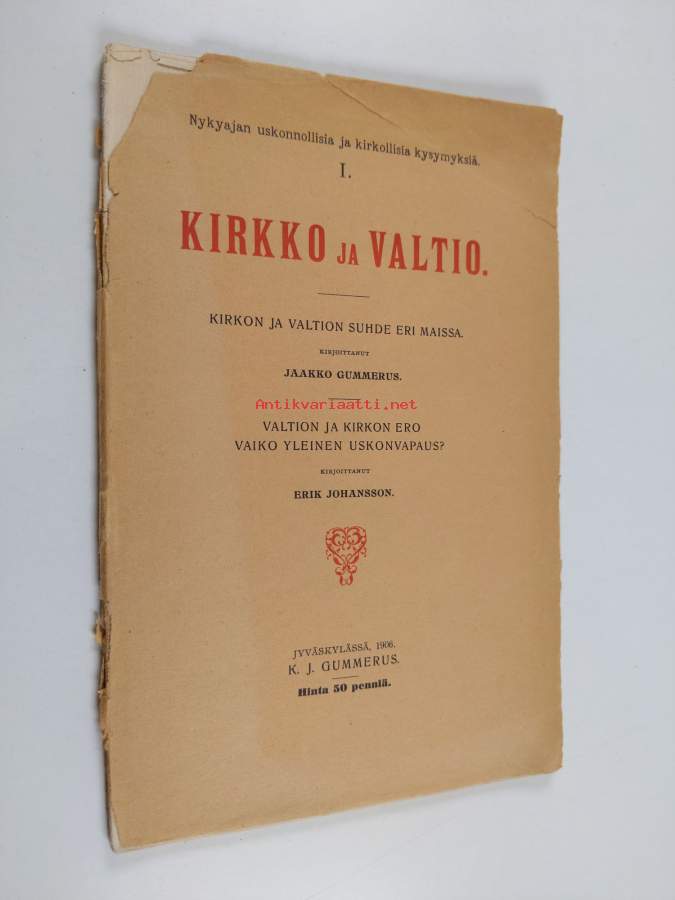 Nykyajan uskonnollisia ja kirkollisia kysymyksiä.
I.
KIRKKO JA VALTIO.
KIRKON JA VALTION SUHDE ERI MAISSA.
KIRJOITTANUT
JAAKKO GUMMERUS.
Antikvariaatti.net
VALTION JA KIRKON ERO
VAIKO YLEINEN USKONVAPAUS?
KIRJOITTANUT
ERIK JOHANSSON.
JYVÄSKYLÄSSÄ, 1906.
K. J. GUMMERUS.
Hinta 50 penniä.